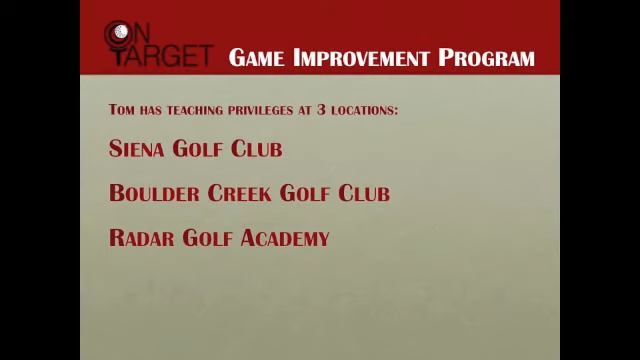 ON TARGET
Game Improvement Program
Tom has teaching privileges at 3 locations:
Siena Golf Club
Boulder Creek Golf Club
Radar Golf Academy